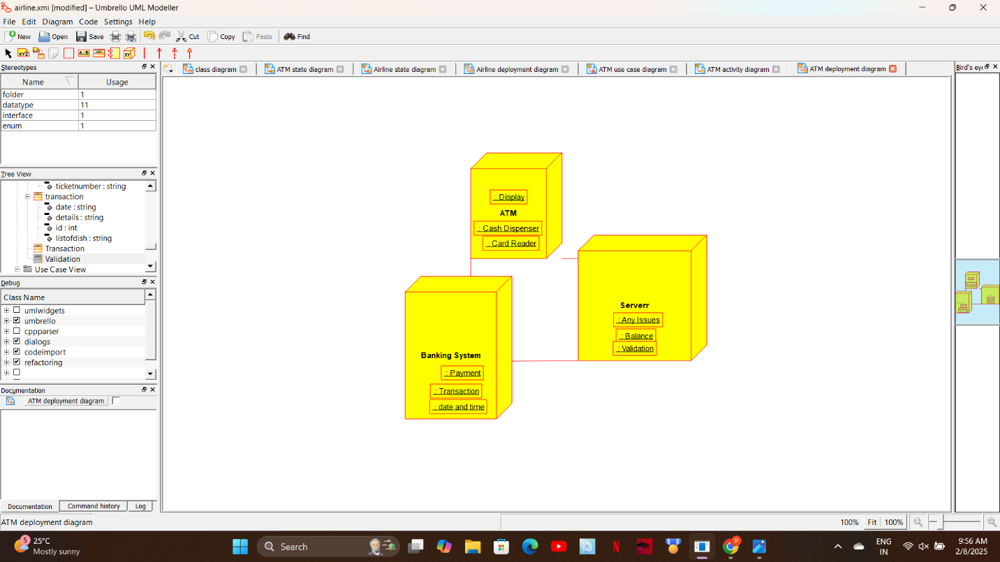 airline.xmi [modified] – Umbrello UML Modeller
File Edit Diagram Code Settings Help
New Open Save Cut Copy Paste Find
XYZ A↓B XY
Stereotypes
Name Usage
folder 1
datatype 11
interface 1
enum 1
Tree View
ticketnumber : string
transaction
date : string
details : string
id : int
listofdish : string
Transaction
Validation
Use Case View
Debug
Class Name
umlwidgets
umbrello
cppparser
dialogs
codeimport
refactoring
Documentation
ATM deployment diagram
Documentation Command history Log
class diagram ATM state diagram Airline state diagram Airline deployment diagram ATM use case diagram ATM activity diagram ATM deployment diagram
Bird's eye
: Display
ATM
: Cash Dispenser
: Card Reader
Serverr
: Any Issues
: Balance
: Validation
Banking System
: Payment
: Transaction
: date and time
ATM deployment diagram
100% Fit 100%
5
25°C
Mostly sunny
Search
P
ENG
IN
9:56 AM
2/8/2025